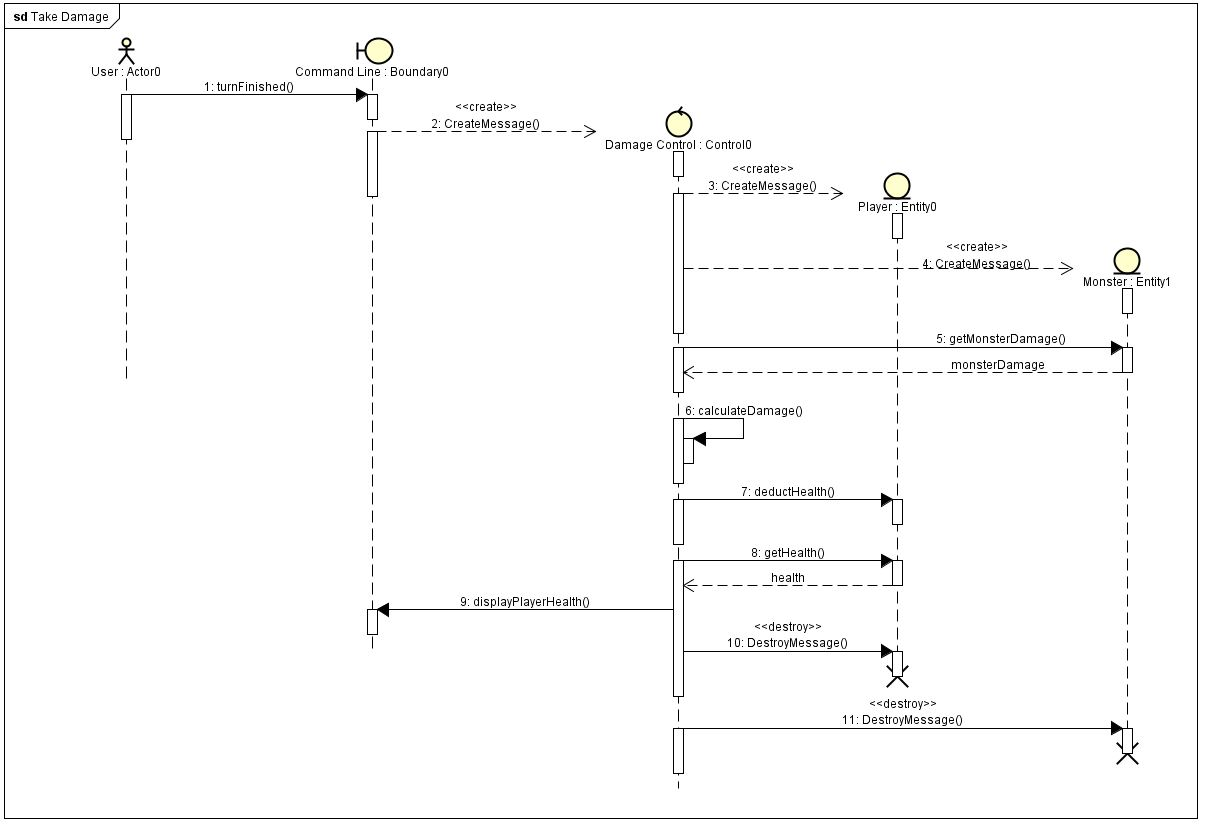 sd Take Damage
User : Actor0
Command Line : Boundary0
1: turnFinished()
<<create>>
2: CreateMessage()
Damage Control : Control0
<<create>>
3: CreateMessage()
Player : Entity0
<<create>>
4: CreateMessage()
Monster : Entity1
5: getMonsterDamage()
monsterDamage
6: calculateDamage()
7: deductHealth()
8: getHealth()
health
9: displayPlayerHealth()
<<destroy>>
10: DestroyMessage()
<<destroy>>
11: DestroyMessage()